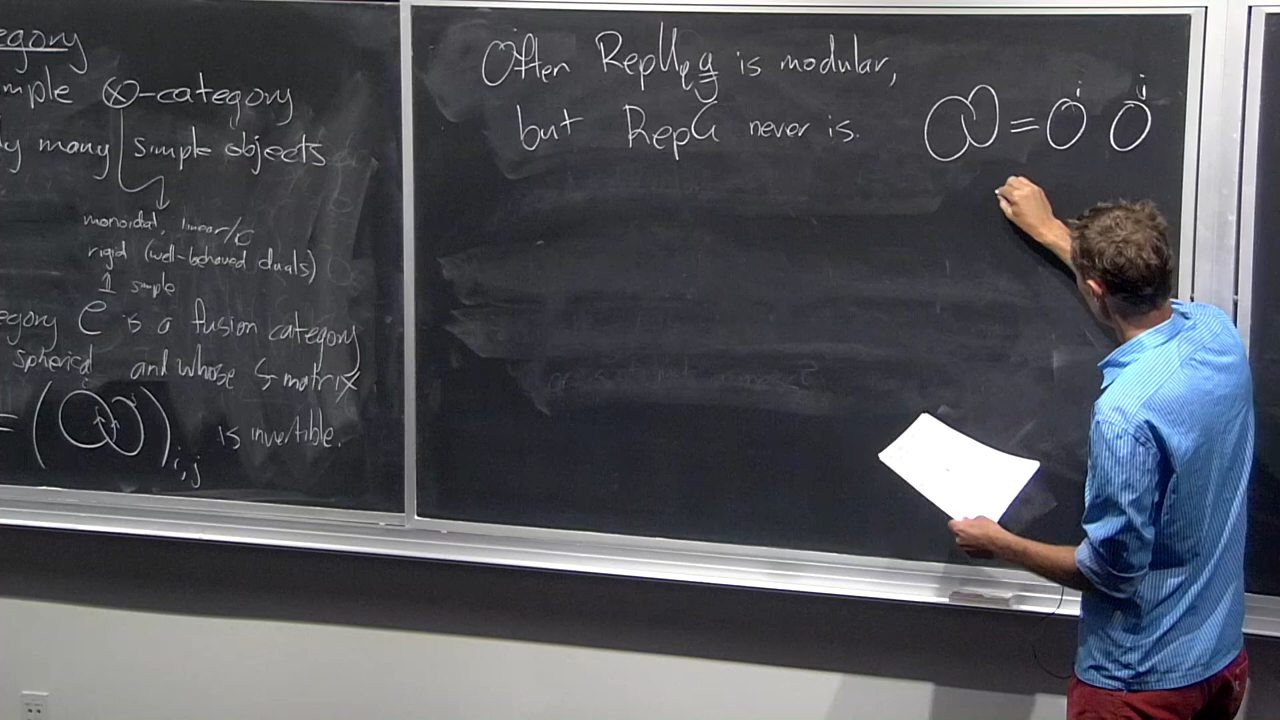 egory
mple ⊗-category
ly many simple objects
monoidal, linear/ℂ
rigid (well-behaved duals)
1 simple
egory C is a fusion category
spherical and whose S-matrix
= ( )i,j is invertible.
Often Rep U_q g is modular,
but Rep G never is.
= i j